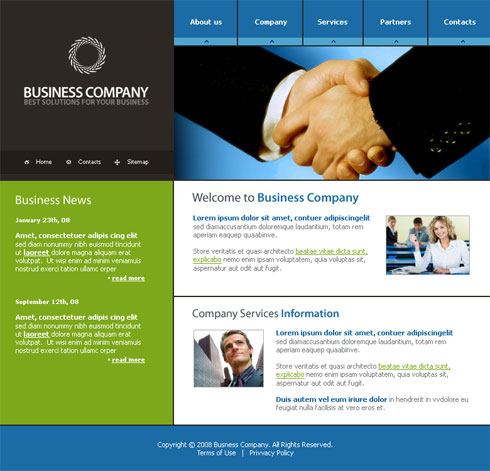 About us
Company
Services
Partners
Contacts
BUSINESS COMPANY
BEST SOLUTIONS FOR YOUR BUSINESS
Home
Contacts
Sitemap
Business News
January 23th, 08
Amet, consectetuer adipis cing elit
sed diam nonummy nibh euismod tincidunt
ut laoreet dolore magna aliquam erat
volutpat. Ut wisi enim ad minim veniamuis
nostrud exerci tation ullamc orper
read more
September 12th, 08
Amet, consectetuer adipis cing elit
sed diam nonummy nibh euismod tincidunt
ut laoreet dolore magna aliquam erat
volutpat. Ut wisi enim ad minim veniamuis
nostrud exerci tation ullamc orper
read more
Welcome to Business Company
Lorem ipsum dolor sit amet, contuer adipiscingelit
sed diamaccusantium doloremque laudantium, totam rem
aperiam eaquep quaabinve.
Store veritatis et quasi architecto beatae vitae dicta sunt,
explicabo nemo enim ipsam voluptatem, quia voluptas sit,
aspernatur aut odit aut fugit.
Company Services Information
Lorem ipsum dolor sit amet, contuer adipiscingelit
sed diamaccusantium doloremque laudantium, totam rem
aperiam eaquep quaabinve.
Store veritatis et quasi architecto beatae vitae dicta sunt,
explicabo nemo enim ipsam voluptatem, quia voluptas sit,
aspernatur aut odit aut fugit.
Duis autem vel eum iriure dolor in hendrerit in vvdolore eu
feugiat nulla facilisis at vero eros et.
Copyright © 2008 Busness Company. All Rights Reserved.
Terms of Use | Prvvacy Policy